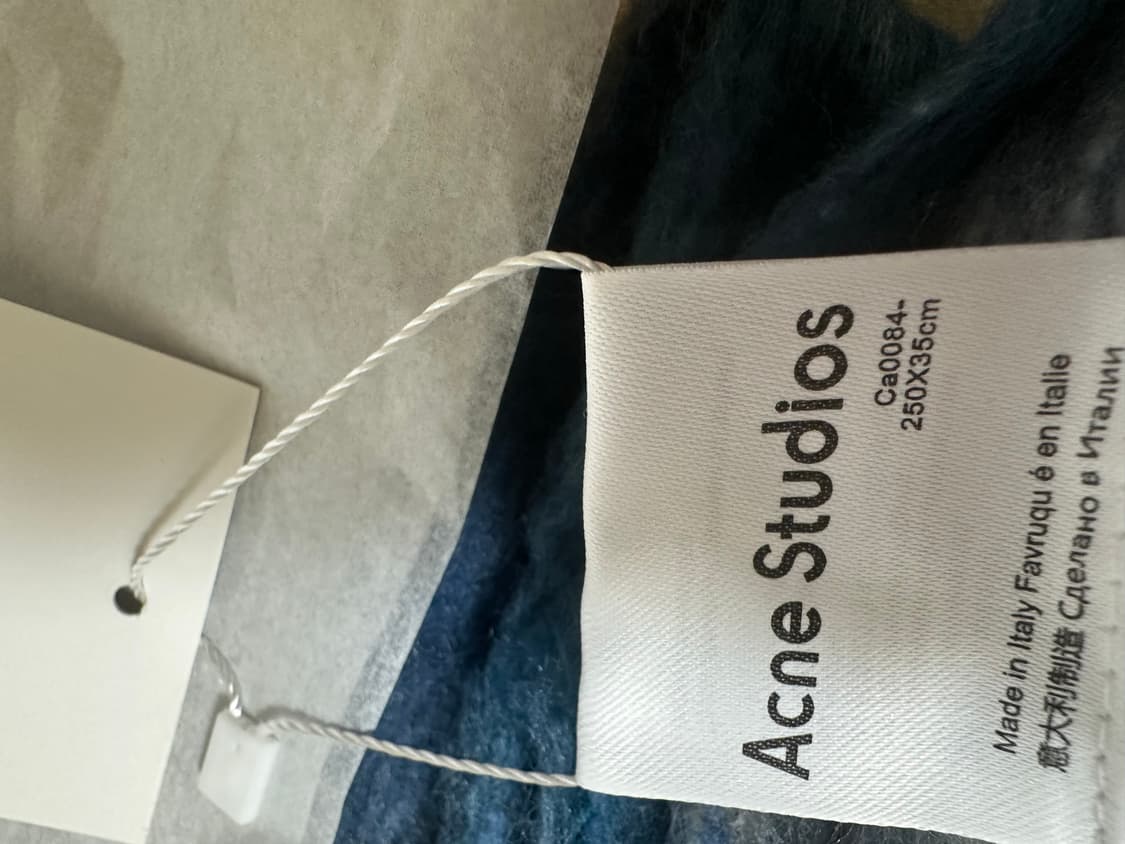 Acne Studios
Ca0084-
250X35cm
Made in Italy Favruqu é en Italie
意大利制造 Сделано в Италии